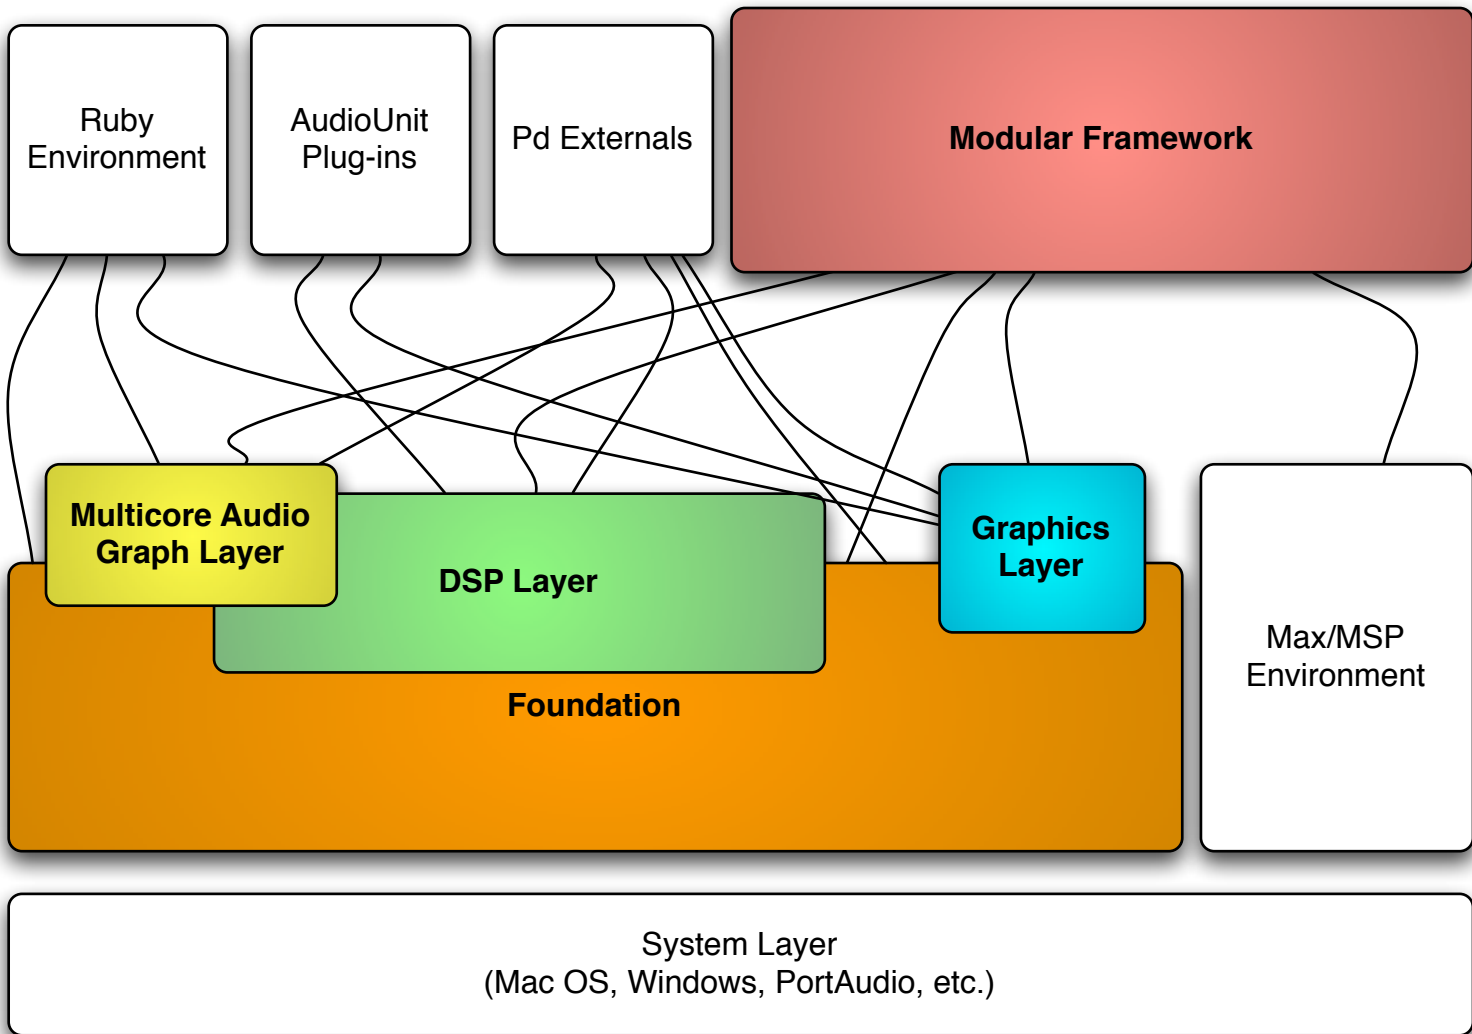 Ruby
Environment
AudioUnit
Plug-ins
Pd Externals
Modular Framework
Multicore Audio
Graph Layer
DSP Layer
Graphics
Layer
Foundation
Max/MSP
Environment
System Layer
(Mac OS, Windows, PortAudio, etc.)